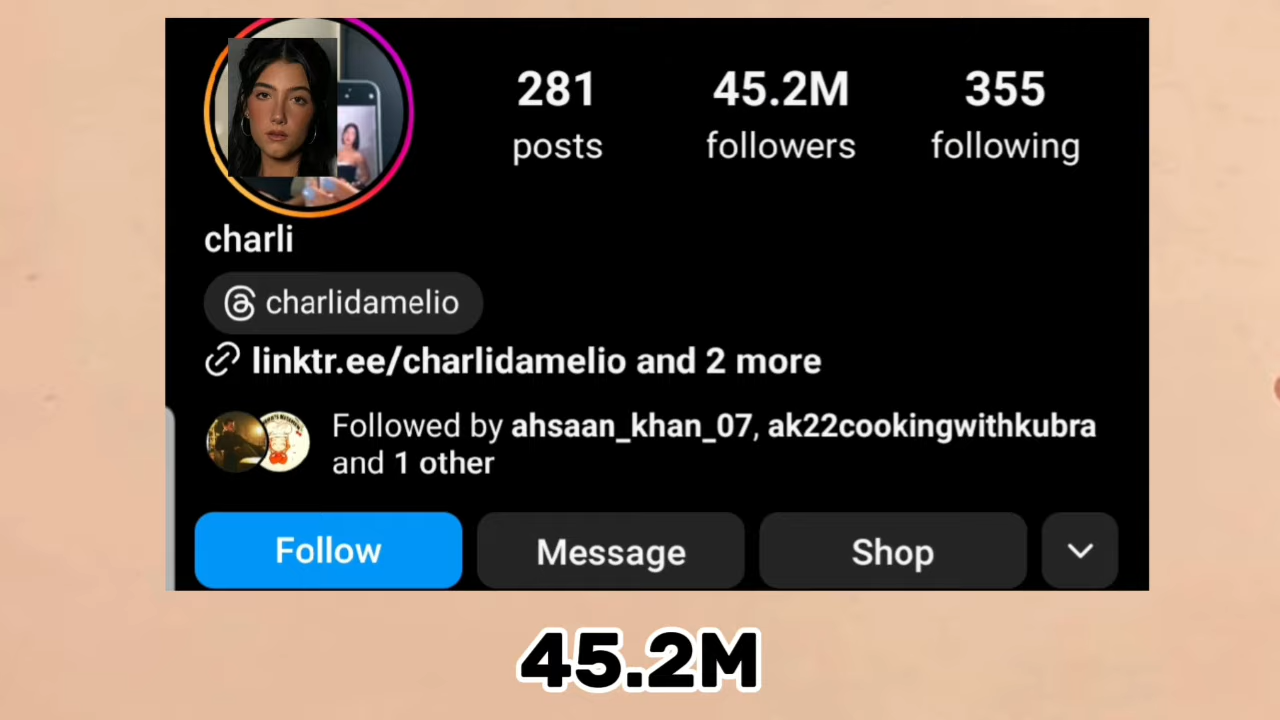 281 45.2M 355
posts followers following
charli
charlidamelio
linktr.ee/charlidamelio and 2 more
Followed by ahsaan_khan_07, ak22cookingwithkubra
and 1 other
Follow Message Shop
45.2M